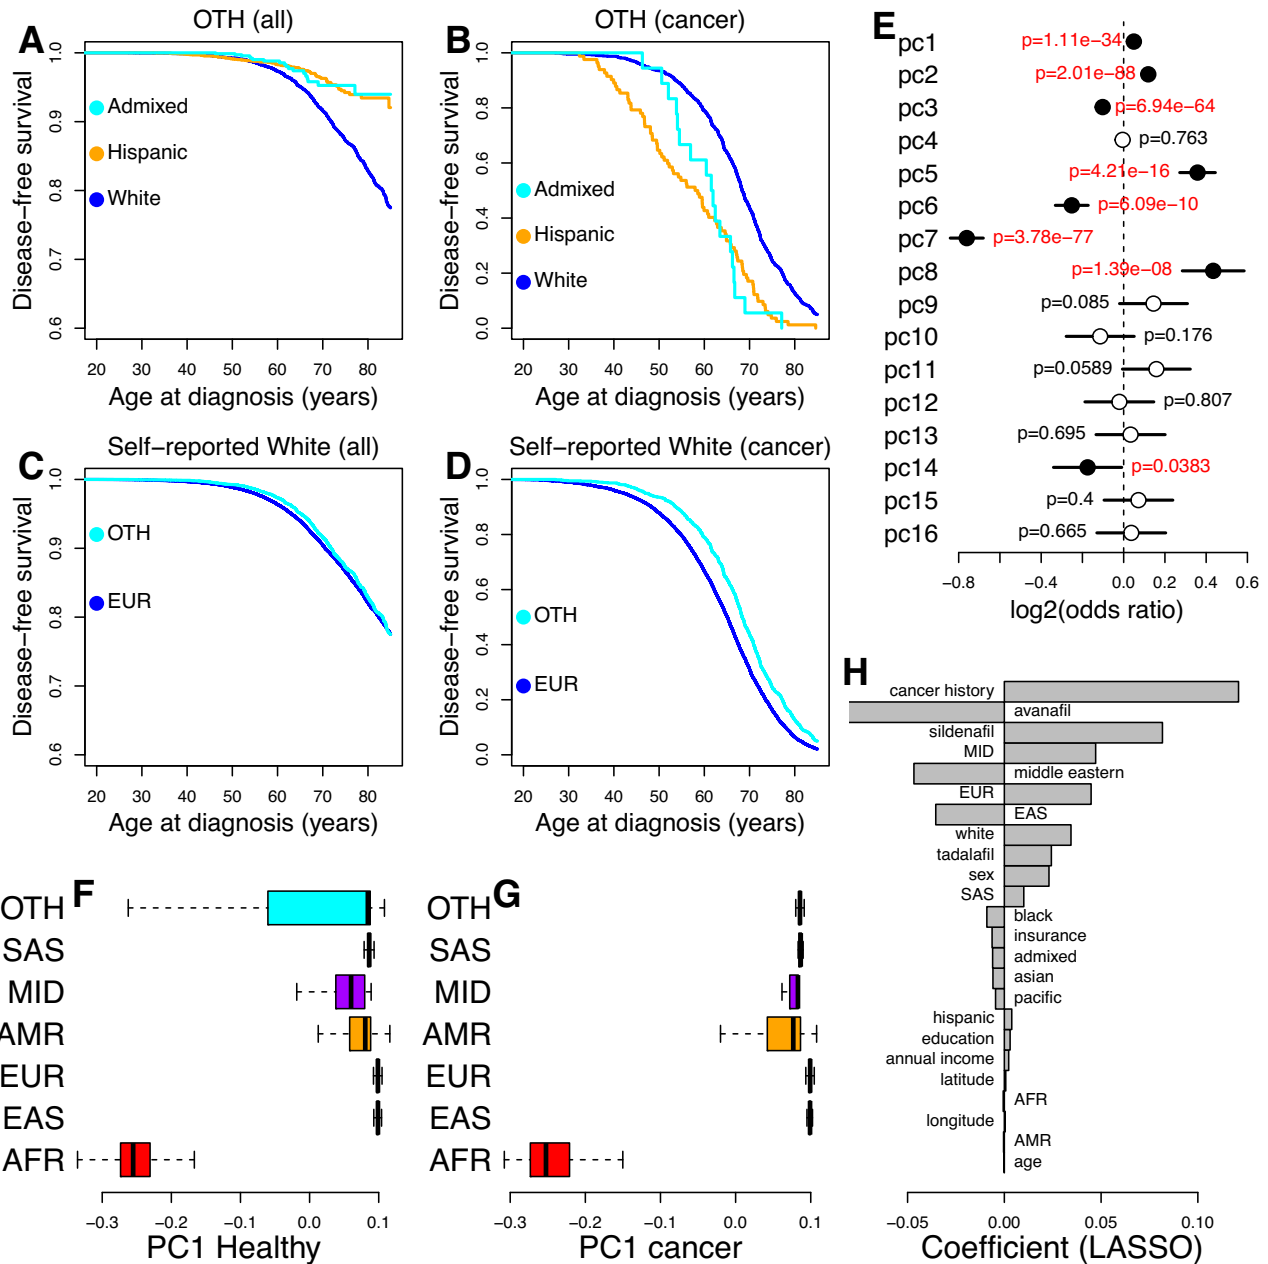 A
OTH (all)
Disease−free survival
1.0
0.9
0.8
0.7
0.6
Admixed
Hispanic
White
20 30 40 50 60 70 80
Age at diagnosis (years)
B
OTH (cancer)
Disease−free survival
1.0
0.8
0.6
0.4
0.2
0.0
Admixed
Hispanic
White
20 30 40 50 60 70 80
Age at diagnosis (years)
C
Self−reported White (all)
Disease−free survival
1.0
0.9
0.8
0.7
0.6
OTH
EUR
20 30 40 50 60 70 80
Age at diagnosis (years)
D
Self−reported White (cancer)
Disease−free survival
1.0
0.8
0.6
0.4
0.2
0.0
OTH
EUR
20 30 40 50 60 70 80
Age at diagnosis (years)
E
pc1 p=1.11e−34
pc2 p=2.01e−88
pc3 p=6.94e−64
pc4 p=0.763
pc5 p=4.21e−16
pc6 p=6.09e−10
pc7 p=3.78e−77
pc8 p=1.39e−08
pc9 p=0.085
pc10 p=0.176
pc11 p=0.0589
pc12 p=0.807
pc13 p=0.695
pc14 p=0.0383
pc15 p=0.4
pc16 p=0.665
−0.8 −0.4 0.0 0.2 0.4 0.6
log2(odds ratio)
F
OTH
SAS
MID
AMR
EUR
EAS
AFR
−0.3 −0.2 −0.1 0.0 0.1
PC1 Healthy
G
OTH
SAS
MID
AMR
EUR
EAS
AFR
−0.3 −0.2 −0.1 0.0 0.1
PC1 cancer
H
cancer history
avanafil
sildenafil
MID
middle eastern
EUR
EAS
white
tadalafil
sex
SAS
black
insurance
admixed
asian
pacific
hispanic
education
annual income
latitude
AFR
longitude
AMR
age
−0.05 0.00 0.05 0.10
Coefficient (LASSO)